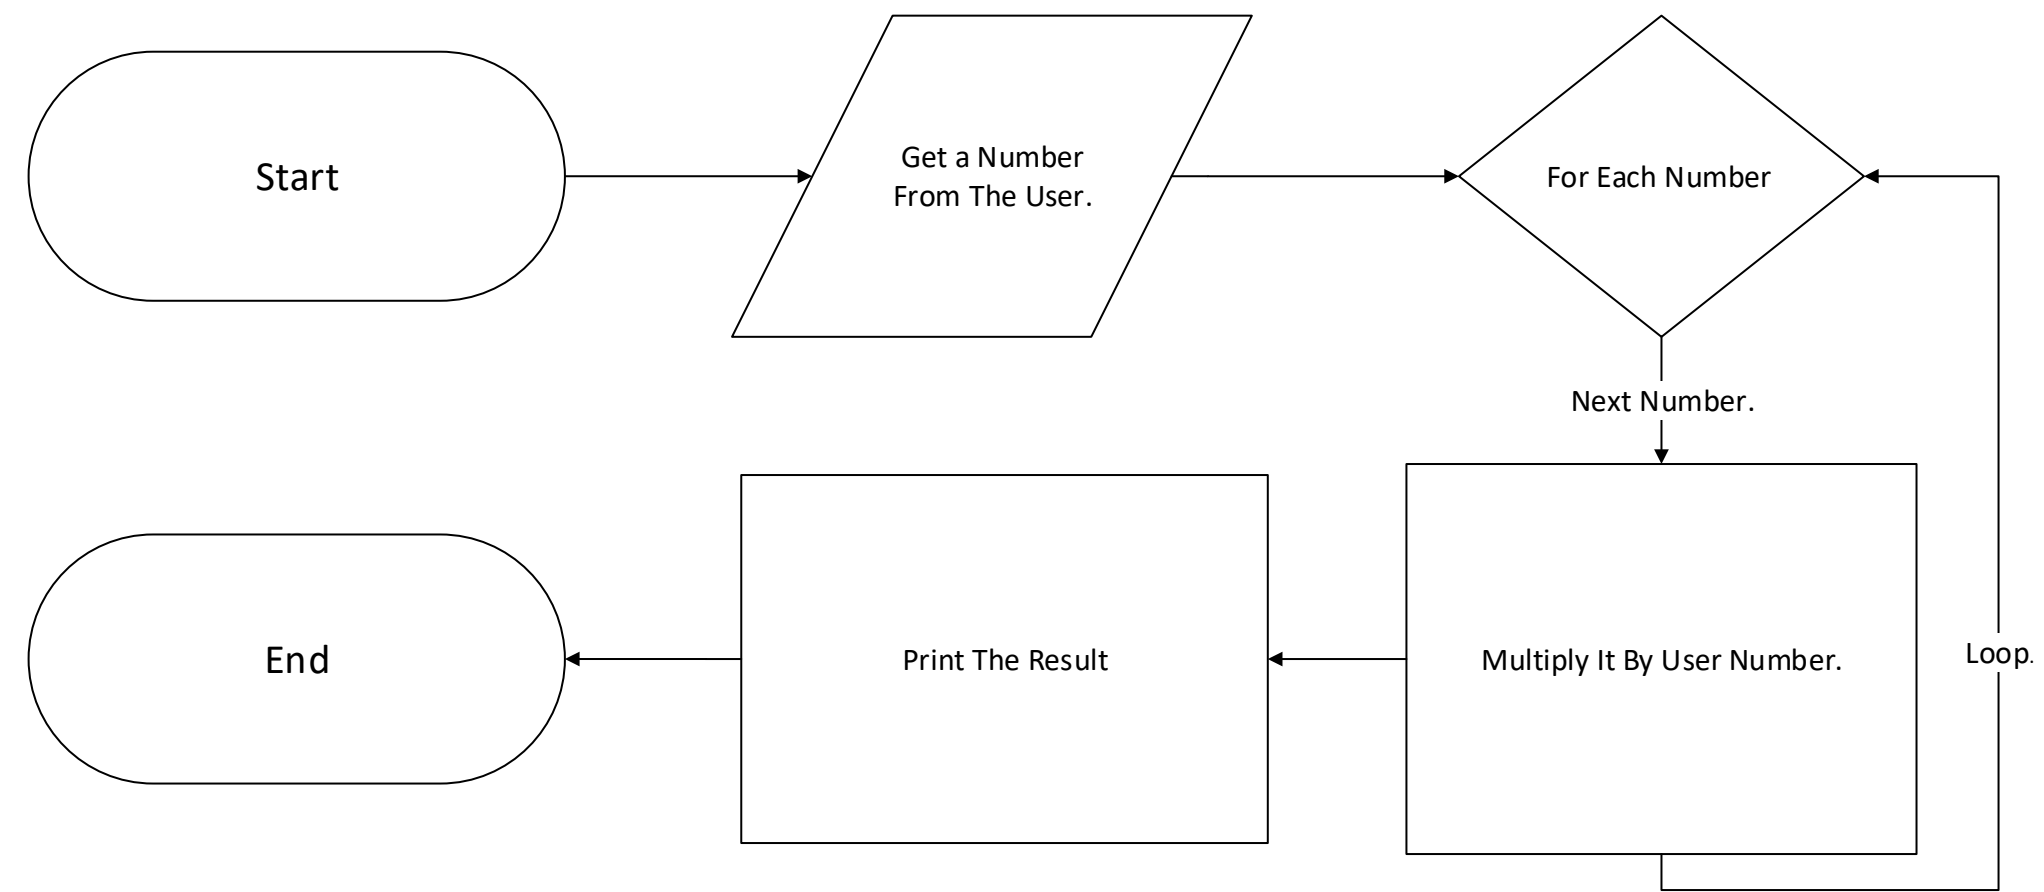 Start
Get a Number
From The User.
For Each Number
Next Number.
Multiply It By User Number.
Loop.
Print The Result
End